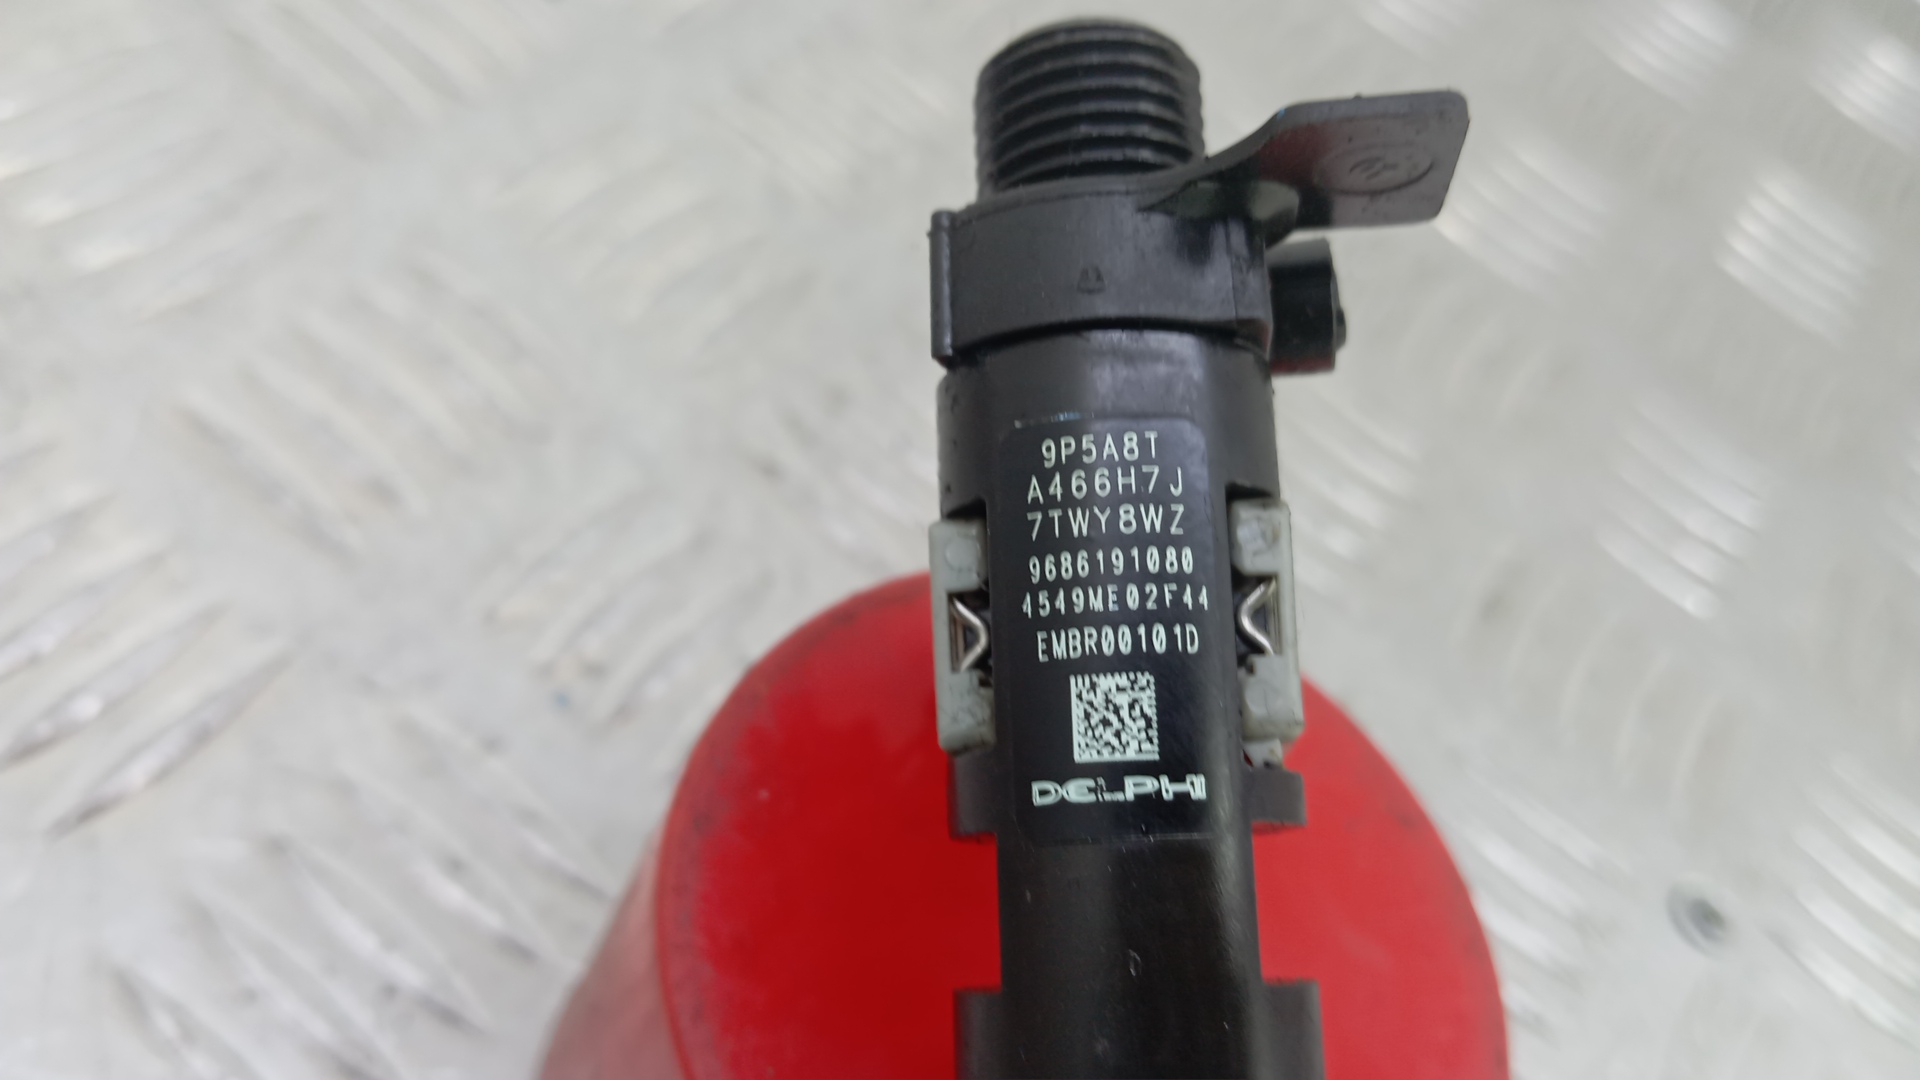 9P5A8T
A466H7J
7TWY8WZ
9686191080
4549ME02F44
EMBR00101D
DELPHI